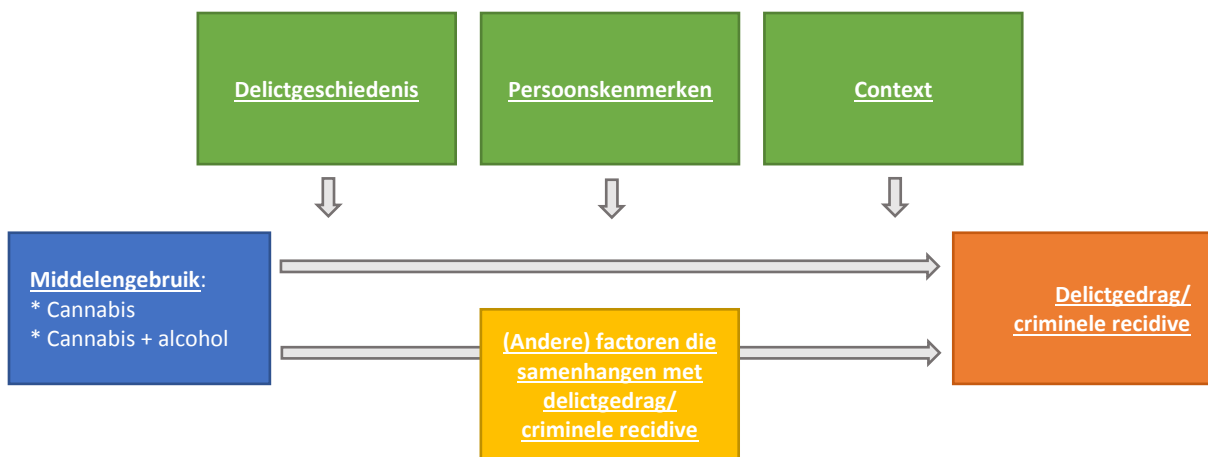 Delictgeschiedenis
Persoonskenmerken
Context
Middelengebruik:
* Cannabis
* Cannabis + alcohol
(Andere) factoren die
samenhangen met
delictgedrag/
criminele recidive
Delictgedrag/
criminele recidive